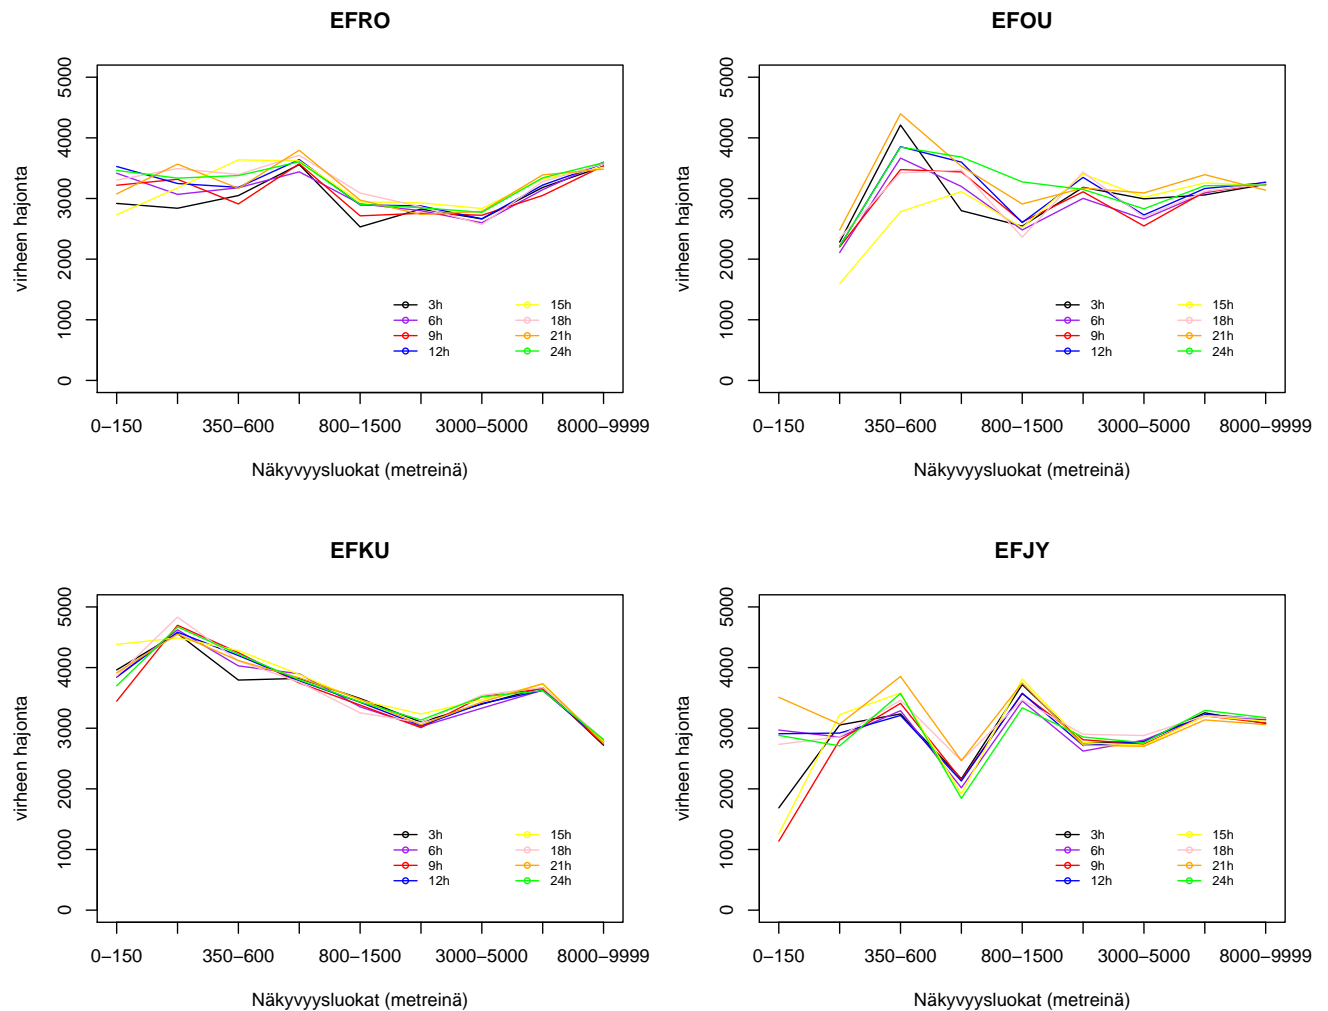 EFRO
virheen hajonta
5000
4000
3000
2000
1000
0
3h 15h
6h 18h
9h 21h
12h 24h
0−150 350−600 800−1500 3000−5000 8000−9999
Näkyvyysluokat (metreinä)
EFOU
virheen hajonta
5000
4000
3000
2000
1000
0
3h 15h
6h 18h
9h 21h
12h 24h
0−150 350−600 800−1500 3000−5000 8000−9999
Näkyvyysluokat (metreinä)
EFKU
virheen hajonta
5000
4000
3000
2000
1000
0
3h 15h
6h 18h
9h 21h
12h 24h
0−150 350−600 800−1500 3000−5000 8000−9999
Näkyvyysluokat (metreinä)
EFJY
virheen hajonta
5000
4000
3000
2000
1000
0
3h 15h
6h 18h
9h 21h
12h 24h
0−150 350−600 800−1500 3000−5000 8000−9999
Näkyvyysluokat (metreinä)